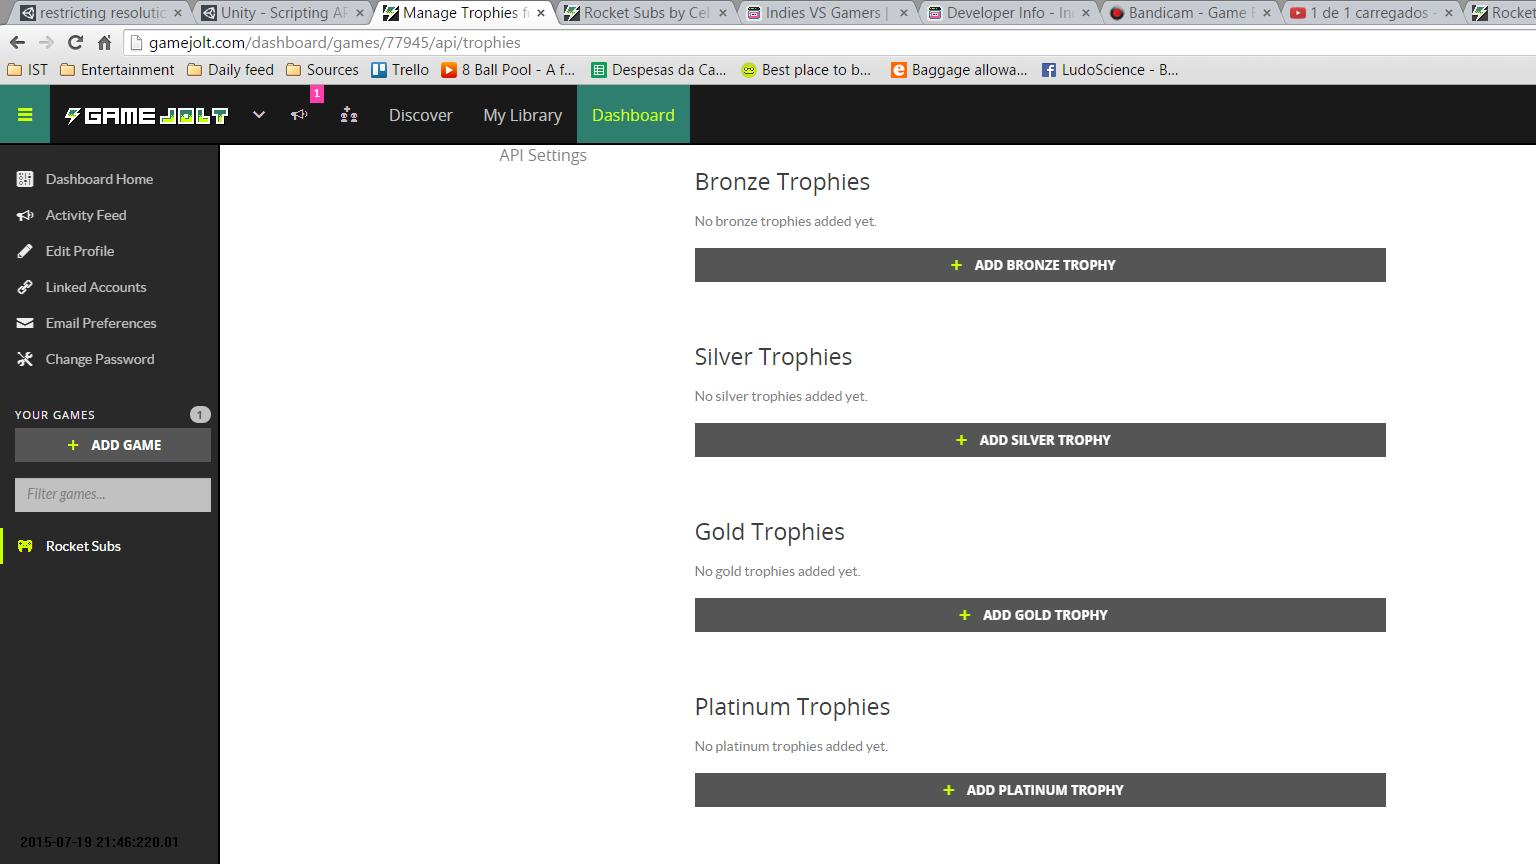 restricting resolutic
Unity - Scripting AP
Manage Trophies f
Rocket Subs by Cel
Indies VS Gamers |
Developer Info - In
Bandicam - Game F
1 de 1 carregados -
Rocket
gamejolt.com/dashboard/games/77945/api/trophies
IST Entertainment Daily feed Sources Trello 8 Ball Pool - A f... Despesas da Ca... Best place to b... Baggage allowa... LudoScience - B...
GAME JOLT 1 Discover My Library Dashboard
Dashboard Home
Activity Feed
Edit Profile
Linked Accounts
Email Preferences
Change Password
YOUR GAMES 1
+ ADD GAME
Filter games...
Rocket Subs
API Settings
Bronze Trophies
No bronze trophies added yet.
+ ADD BRONZE TROPHY
Silver Trophies
No silver trophies added yet.
+ ADD SILVER TROPHY
Gold Trophies
No gold trophies added yet.
+ ADD GOLD TROPHY
Platinum Trophies
No platinum trophies added yet.
+ ADD PLATINUM TROPHY
2015-07-19 21:46:220.01